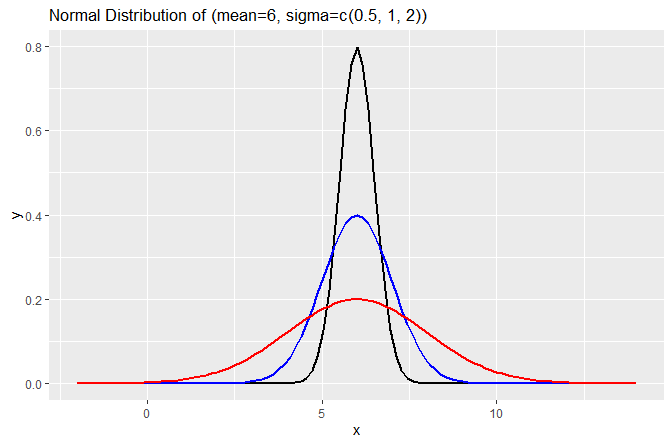 Normal Distribution of (mean=6, sigma=c(0.5, 1, 2))
0.8
0.6
0.4
y
0.2
0.0
0
5
10
x